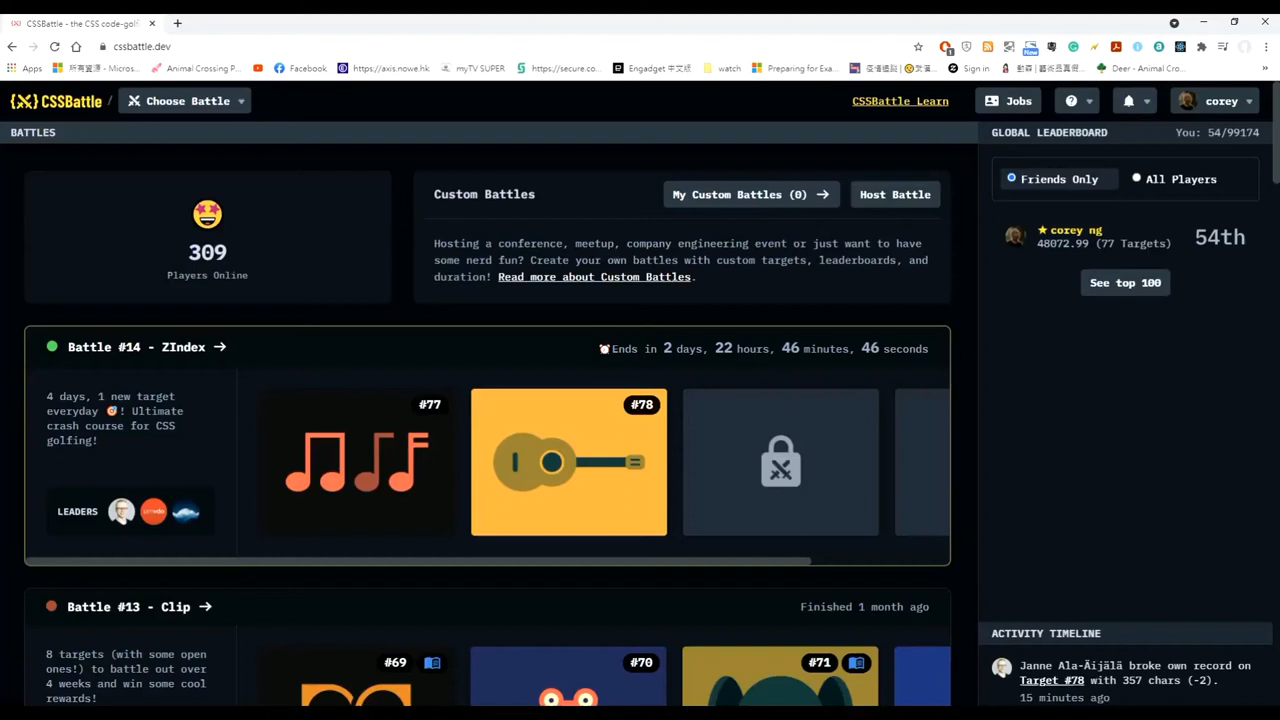 CSSBattle - the CSS code-golf
cssbattle.dev
Apps
所有資源 - Micros...
Animal Crossing P...
Facebook
https://axis.nowe.hk
myTV SUPER
https://secure.co...
Engadget 中文版
watch
Preparing for Exa...
Sign in
Deer - Animal Cro...
New
1
CSSBattle
/
Choose Battle
CSSBattle Learn
Jobs
corey
BATTLES
GLOBAL LEADERBOARD
You: 54/99174
309
Players Online
Custom Battles
My Custom Battles (0) →
Host Battle
Hosting a conference, meetup, company engineering event or just want to have
some nerd fun? Create your own battles with custom targets, leaderboards, and
duration! Read more about Custom Battles.
Friends Only
All Players
★ corey ng
48072.99 (77 Targets)
54th
See top 100
Battle #14 - ZIndex →
Ends in 2 days, 22 hours, 46 minutes, 46 seconds
4 days, 1 new target
everyday 🎯! Ultimate
crash course for CSS
golfing!
LEADERS
#77
#78
Battle #13 - Clip →
Finished 1 month ago
8 targets (with some open
ones!) to battle out over
4 weeks and win some cool
rewards!
#69
#70
#71
ACTIVITY TIMELINE
Janne Ala-Äijälä broke own record on
Target #78 with 357 chars (-2).
15 minutes ago